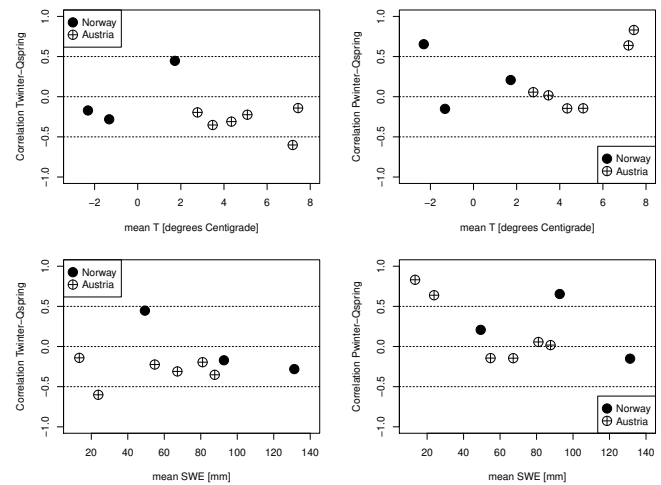 Norway
Austria
Correlation Twinter−Qspring
1.0
0.5
0.0
−0.5
−1.0
−2 0 2 4 6 8
mean T [degrees Centigrade]
Correlation Pwinter−Qspring
1.0
0.5
0.0
−0.5
−1.0
Norway
Austria
−2 0 2 4 6 8
mean T [degrees Centigrade]
Norway
Austria
Correlation Twinter−Qspring
1.0
0.5
0.0
−0.5
−1.0
20 40 60 80 100 120 140
mean SWE [mm]
Correlation Pwinter−Qspring
1.0
0.5
0.0
−0.5
−1.0
Norway
Austria
20 40 60 80 100 120 140
mean SWE [mm]